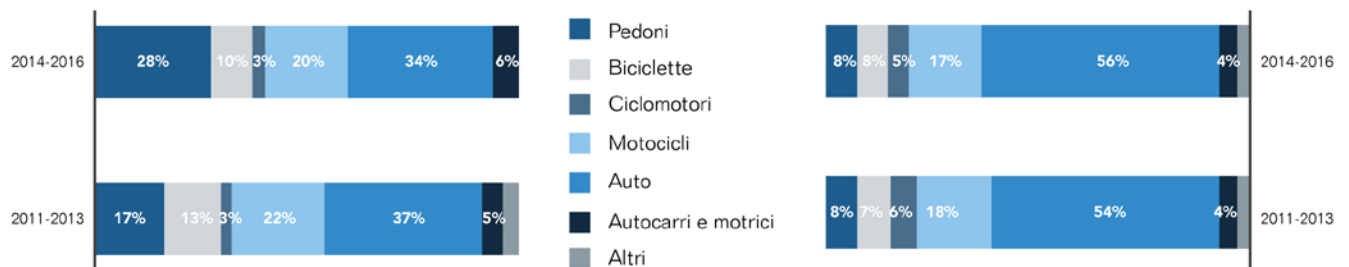 2014-2016
28% 10% 3% 20% 34% 6%
2011-2013
17% 13% 3% 22% 37% 5%
Pedoni
Biciclette
Ciclomotori
Motocicli
Auto
Autocarri e motrici
Altri
8% 8% 5% 17% 56% 4%
2014-2016
8% 7% 6% 18% 54% 4%
2011-2013